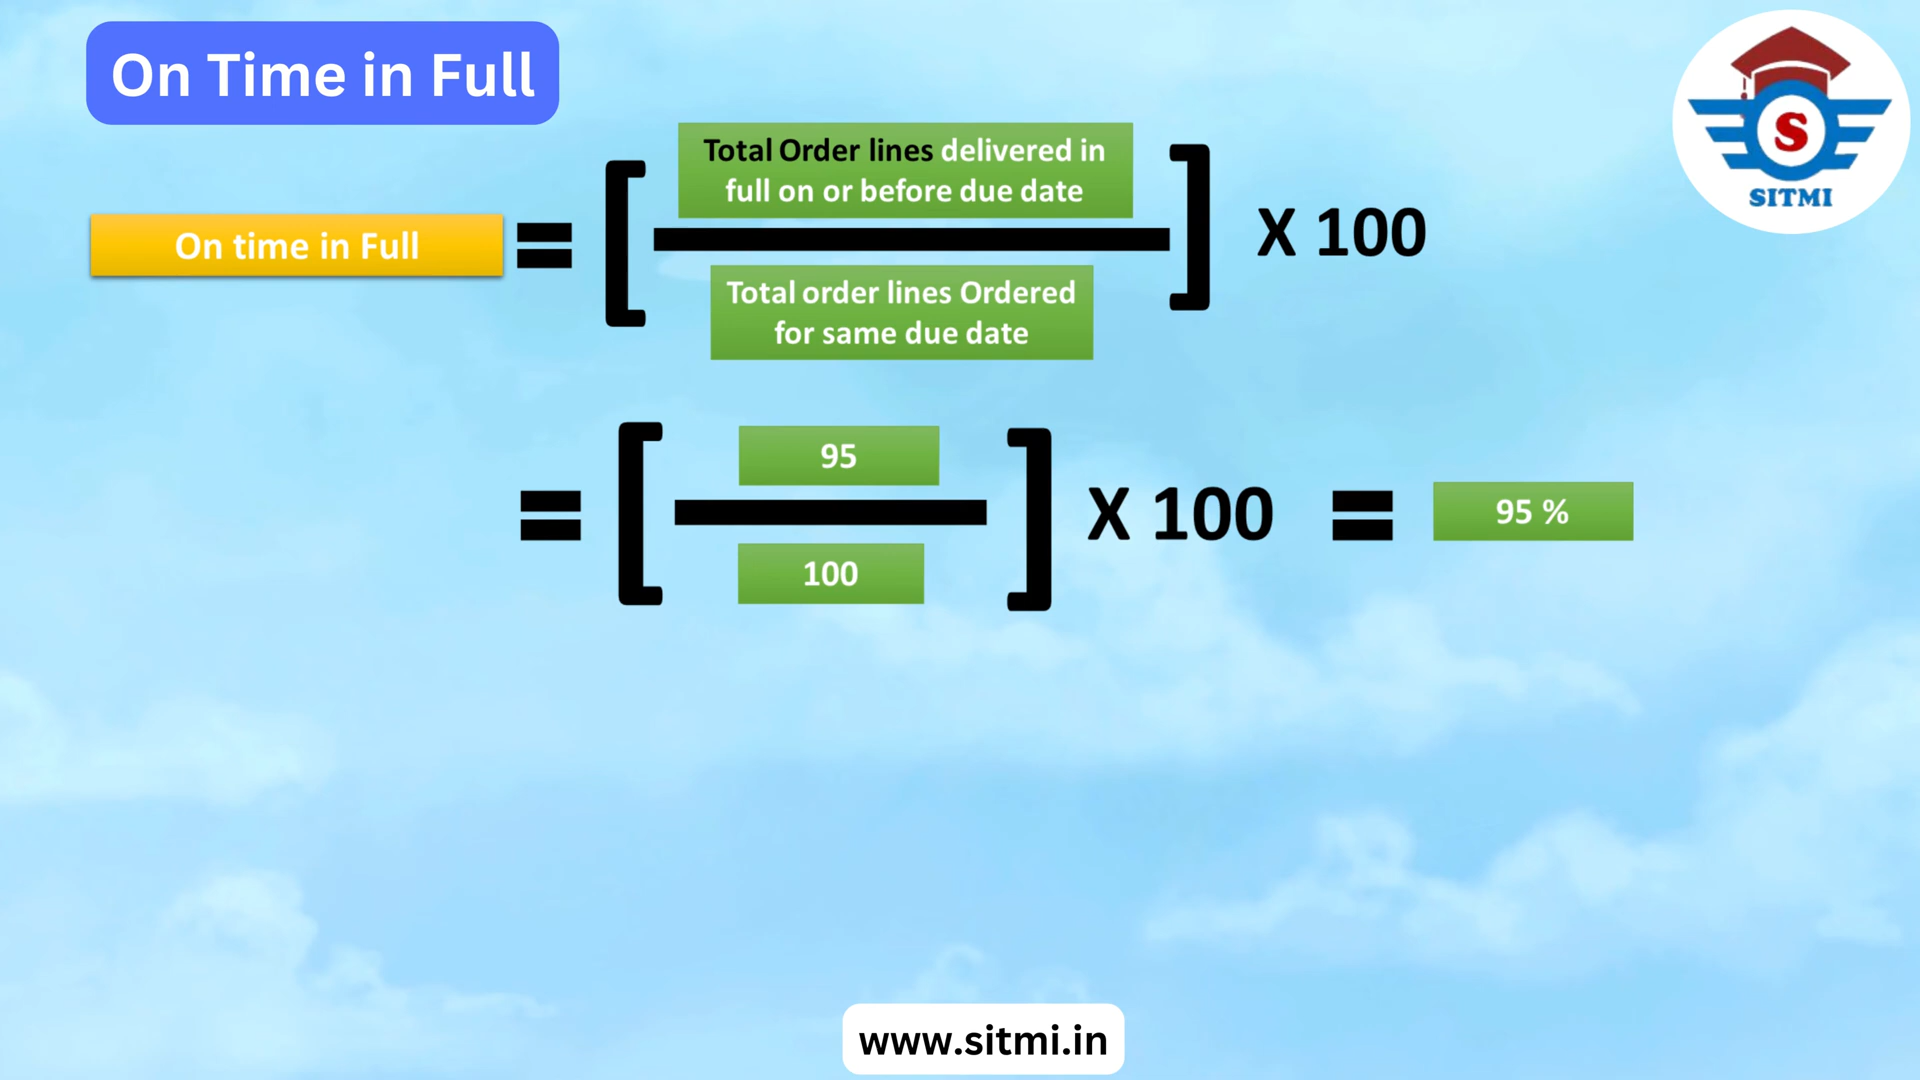 On Time in Full
S
SITMI
Total Order lines delivered in
full on or before due date
On time in Full = [ ] X 100
Total order lines Ordered
for same due date
95
= [ ] X 100 = 95 %
100
www.sitmi.in